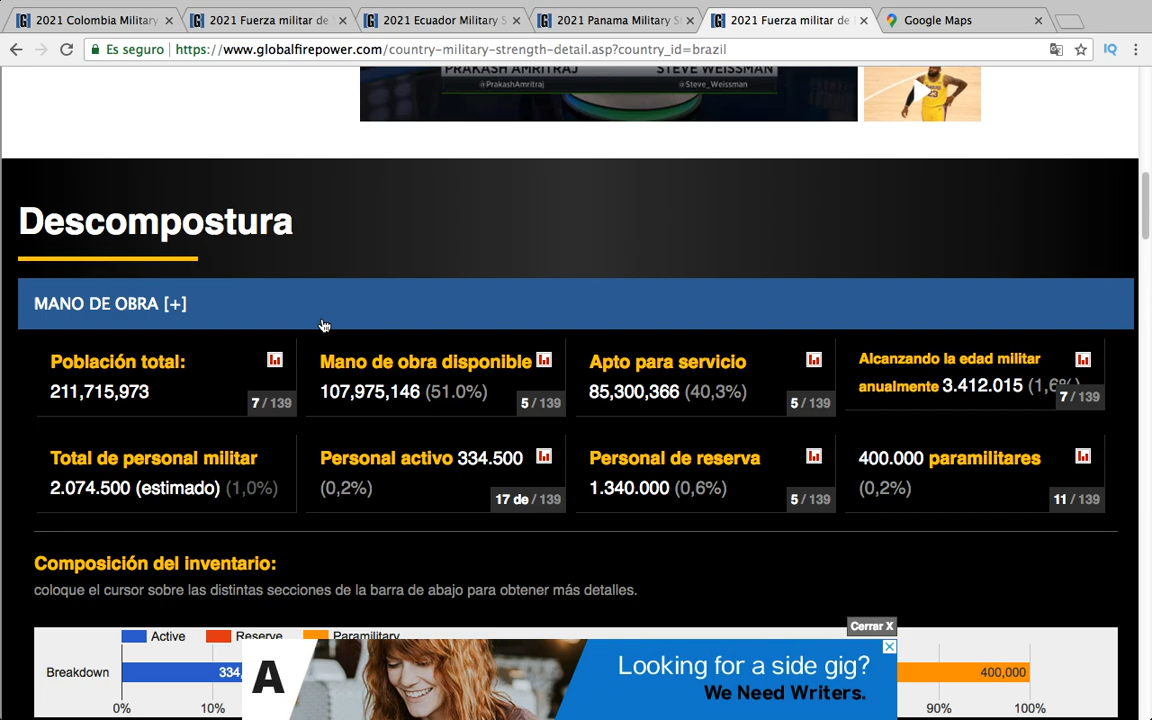 2021 Colombia Military
2021 Fuerza militar de
2021 Ecuador Military S
2021 Panama Military S
2021 Fuerza militar de
Google Maps
Es seguro
https://www.globalfirepower.com/country-military-strength-detail.asp?country_id=brazil
PRAKASH AMRITRAJ
STEVE WEISSMAN
@PrakashAmritraj
@Steve_Weissman
Descompostura
MANO DE OBRA [+]
Población total:
211,715,973
7 / 139
Mano de obra disponible
107,975,146 (51.0%)
5 / 139
Apto para servicio
85,300,366 (40,3%)
5 / 139
Alcanzando la edad militar
anualmente 3.412.015 (1,6%)
7 / 139
Total de personal militar
2.074.500 (estimado) (1,0%)
Personal activo 334.500
(0,2%)
17 de / 139
Personal de reserva
1.340.000 (0,6%)
5 / 139
400.000 paramilitares
(0,2%)
11 / 139
Composición del inventario:
coloque el cursor sobre las distintas secciones de la barra de abajo para obtener más detalles.
Active Reserve Paramilitary
Cerrar X
Breakdown
334,
400,000
0% 10% 90% 100%
A
Looking for a side gig?
We Need Writers.